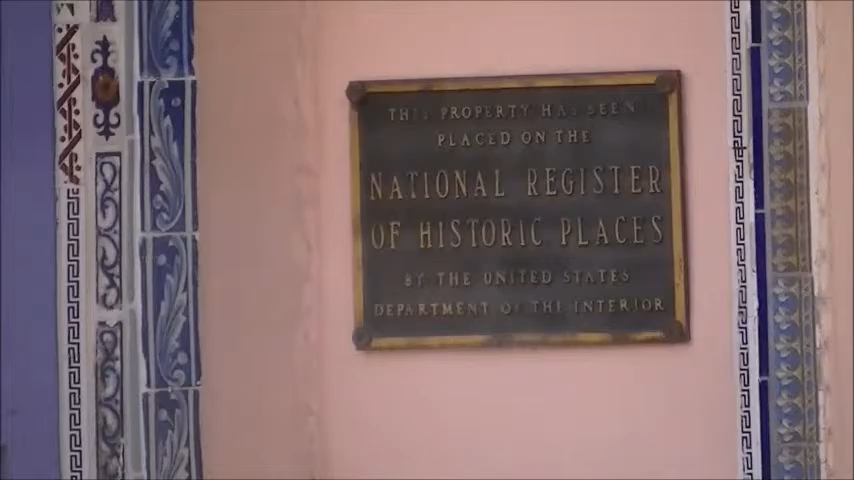 THIS PROPERTY HAS BEEN
PLACED ON THE
NATIONAL REGISTER
OF HISTORIC PLACES
BY THE UNITED STATES
DEPARTMENT OF THE INTERIOR